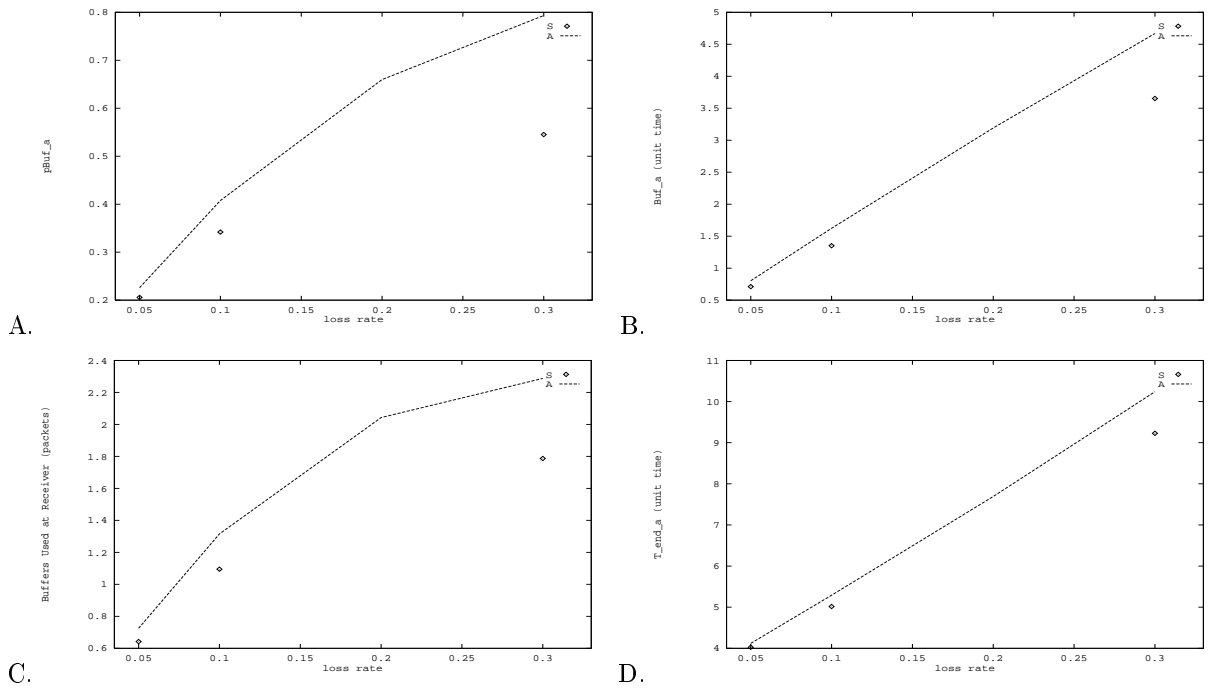 0.8
0.7
0.6
0.5
0.4
0.3
0.2
pBuf_a
S
A
0.05 0.1 0.15 0.2 0.25 0.3
loss rate
A.
5
4.5
4
3.5
3
2.5
2
1.5
1
0.5
Buf_a (unit time)
S
A
0.05 0.1 0.15 0.2 0.25 0.3
loss rate
B.
2.4
2.2
2
1.8
1.6
1.4
1.2
1
0.8
0.6
Buffers Used at Receiver (packets)
S
A
0.05 0.1 0.15 0.2 0.25 0.3
loss rate
C.
11
10
9
8
7
6
5
4
T_end_a (unit time)
S
A
0.05 0.1 0.15 0.2 0.25 0.3
loss rate
D.